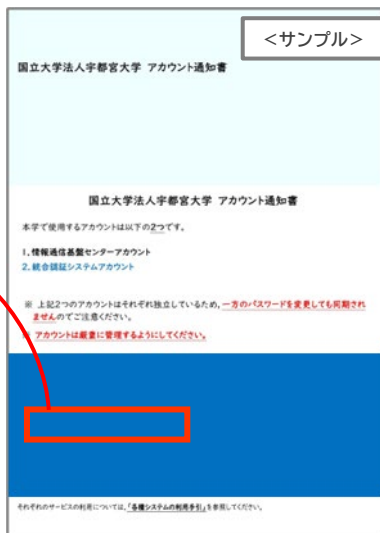 <サンプル>
国立大学法人宇都宮大学 アカウント通知書
国立大学法人宇都宮大学 アカウント通知書
本学で使用するアカウントは以下の2つです。
1. 情報通信基盤センターアカウント
2. 統合認証システムアカウント
※ 上記2つのアカウントはそれぞれ独立しているため,一方のパスワードを変更しても同期され
ませんのでご注意ください。
※ アカウントは厳重に管理するようにしてください。
それぞれのサービスの利用については,「各種システムの利用手引」を参照してください。